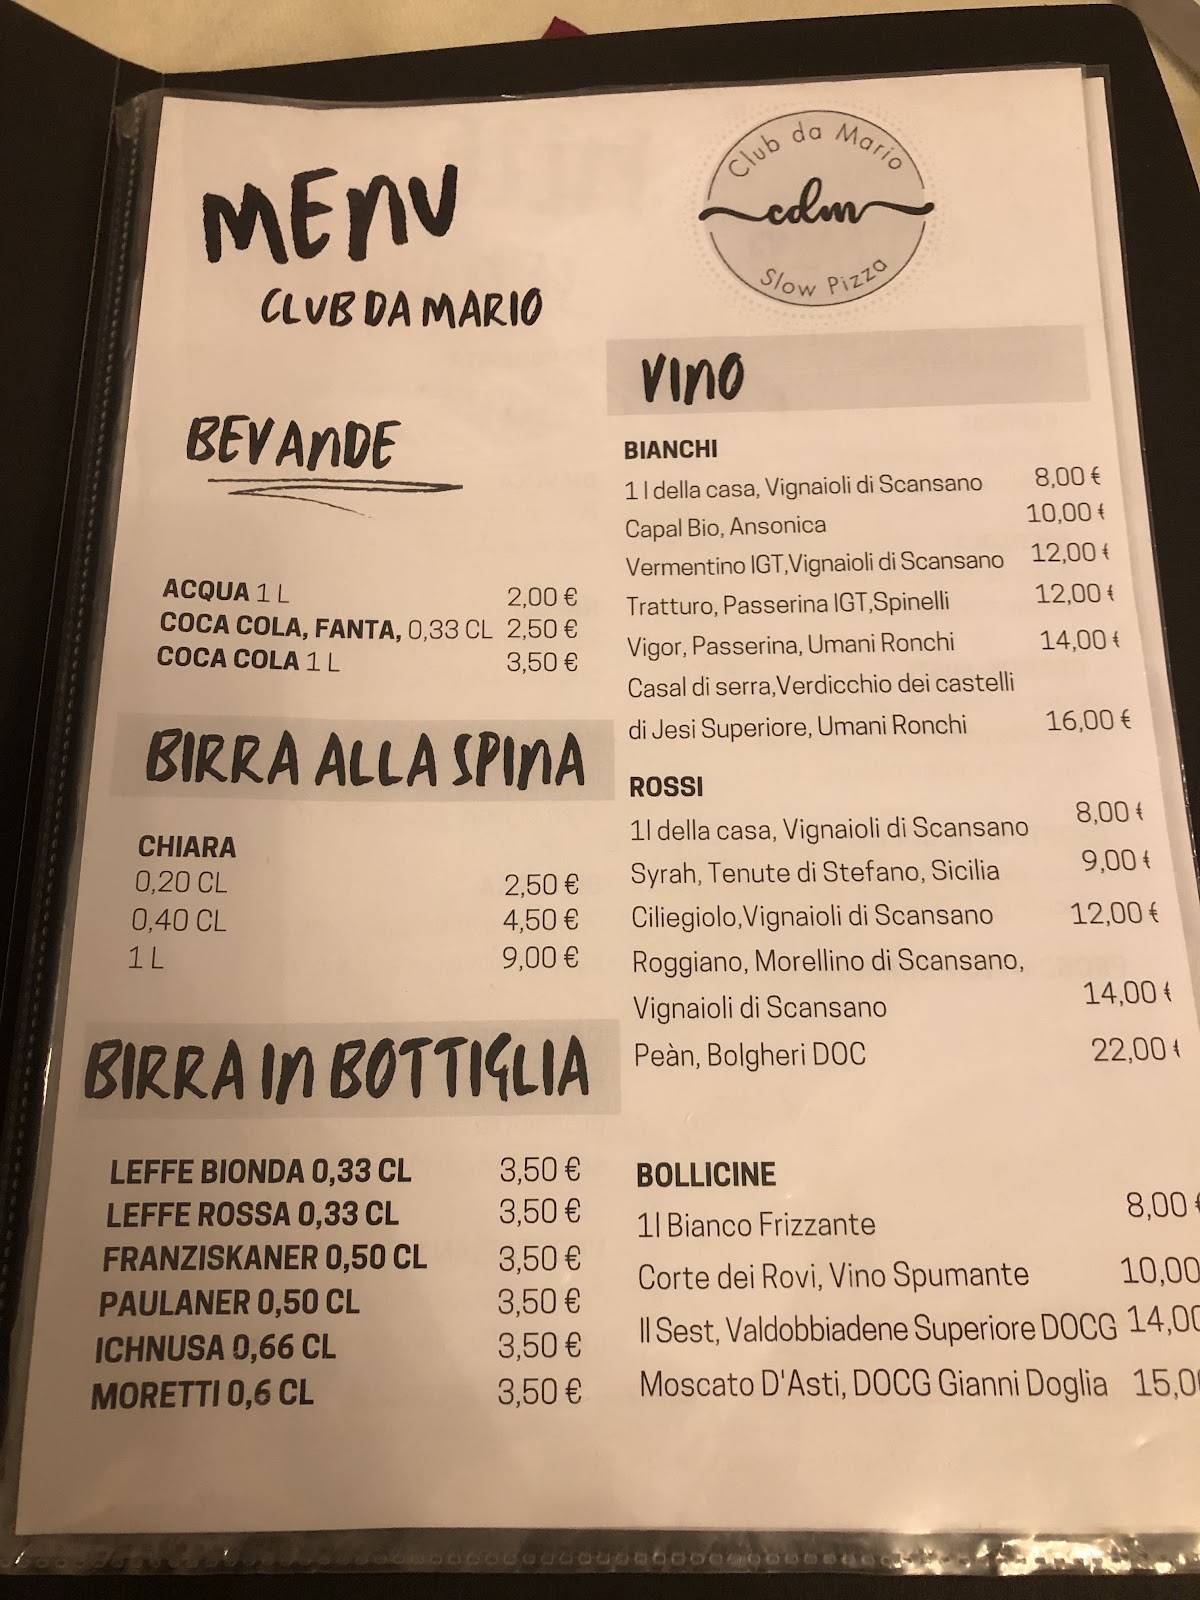 MENU
CLUB DA MARIO
Club da Mario
cdm
Slow Pizza
BEVANDE
ACQUA 1 L 2,00 €
COCA COLA, FANTA, 0,33 CL 2,50 €
COCA COLA 1 L 3,50 €
BIRRA ALLA SPINA
CHIARA
0,20 CL 2,50 €
0,40 CL 4,50 €
1 L 9,00 €
BIRRA IN BOTTIGLIA
LEFFE BIONDA 0,33 CL 3,50 €
LEFFE ROSSA 0,33 CL 3,50 €
FRANZISKANER 0,50 CL 3,50 €
PAULANER 0,50 CL 3,50 €
ICHNUSA 0,66 CL 3,50 €
MORETTI 0,6 CL 3,50 €
VINO
BIANCHI
1 l della casa, Vignaioli di Scansano 8,00 €
Capal Bio, Ansonica 10,00 €
Vermentino IGT,Vignaioli di Scansano 12,00 €
Tratturo, Passerina IGT,Spinelli 12,00 €
Vigor, Passerina, Umani Ronchi 14,00 €
Casal di serra,Verdicchio dei castelli
di Jesi Superiore, Umani Ronchi 16,00 €
ROSSI
1l della casa, Vignaioli di Scansano 8,00 €
Syrah, Tenute di Stefano, Sicilia 9,00 €
Ciliegiolo,Vignaioli di Scansano 12,00 €
Roggiano, Morellino di Scansano,
Vignaioli di Scansano 14,00 €
Peàn, Bolgheri DOC 22,00 €
BOLLICINE
1l Bianco Frizzante 8,00 €
Corte dei Rovi, Vino Spumante 10,00
Il Sest, Valdobbiadene Superiore DOCG 14,00
Moscato D'Asti, DOCG Gianni Doglia 15,0